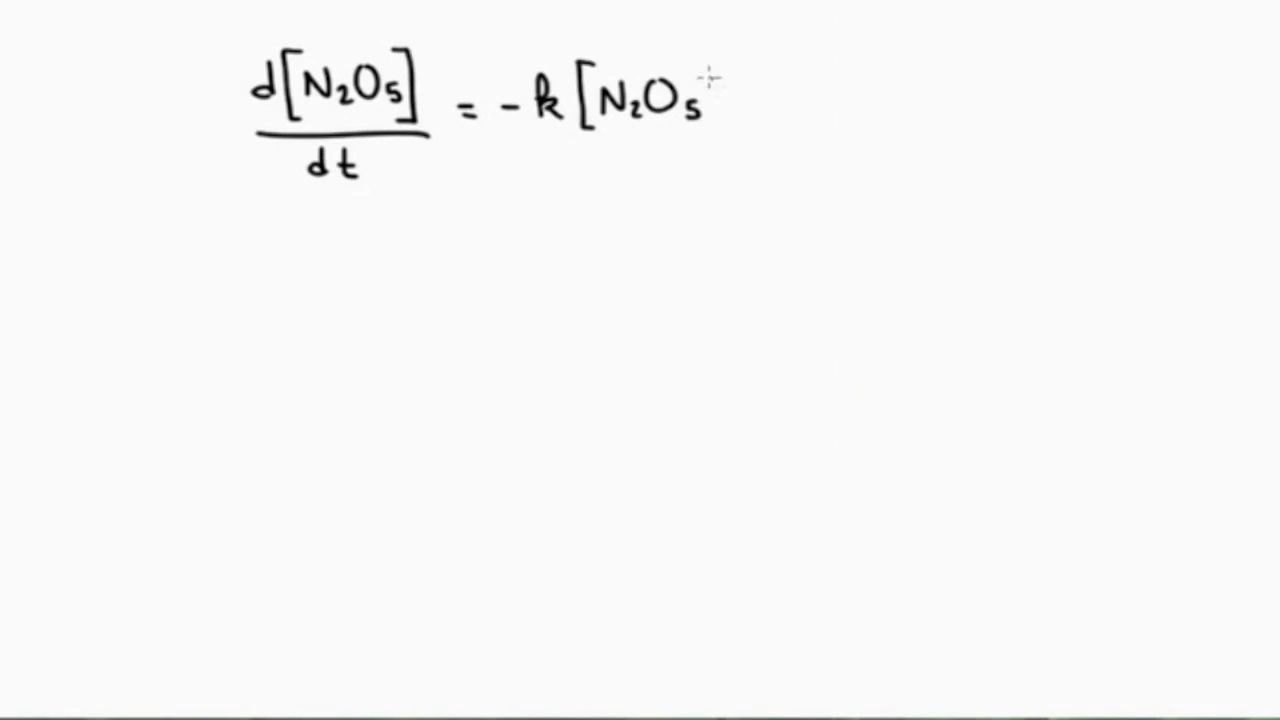 d[N₂O₅]
dt = -k [N₂O₅